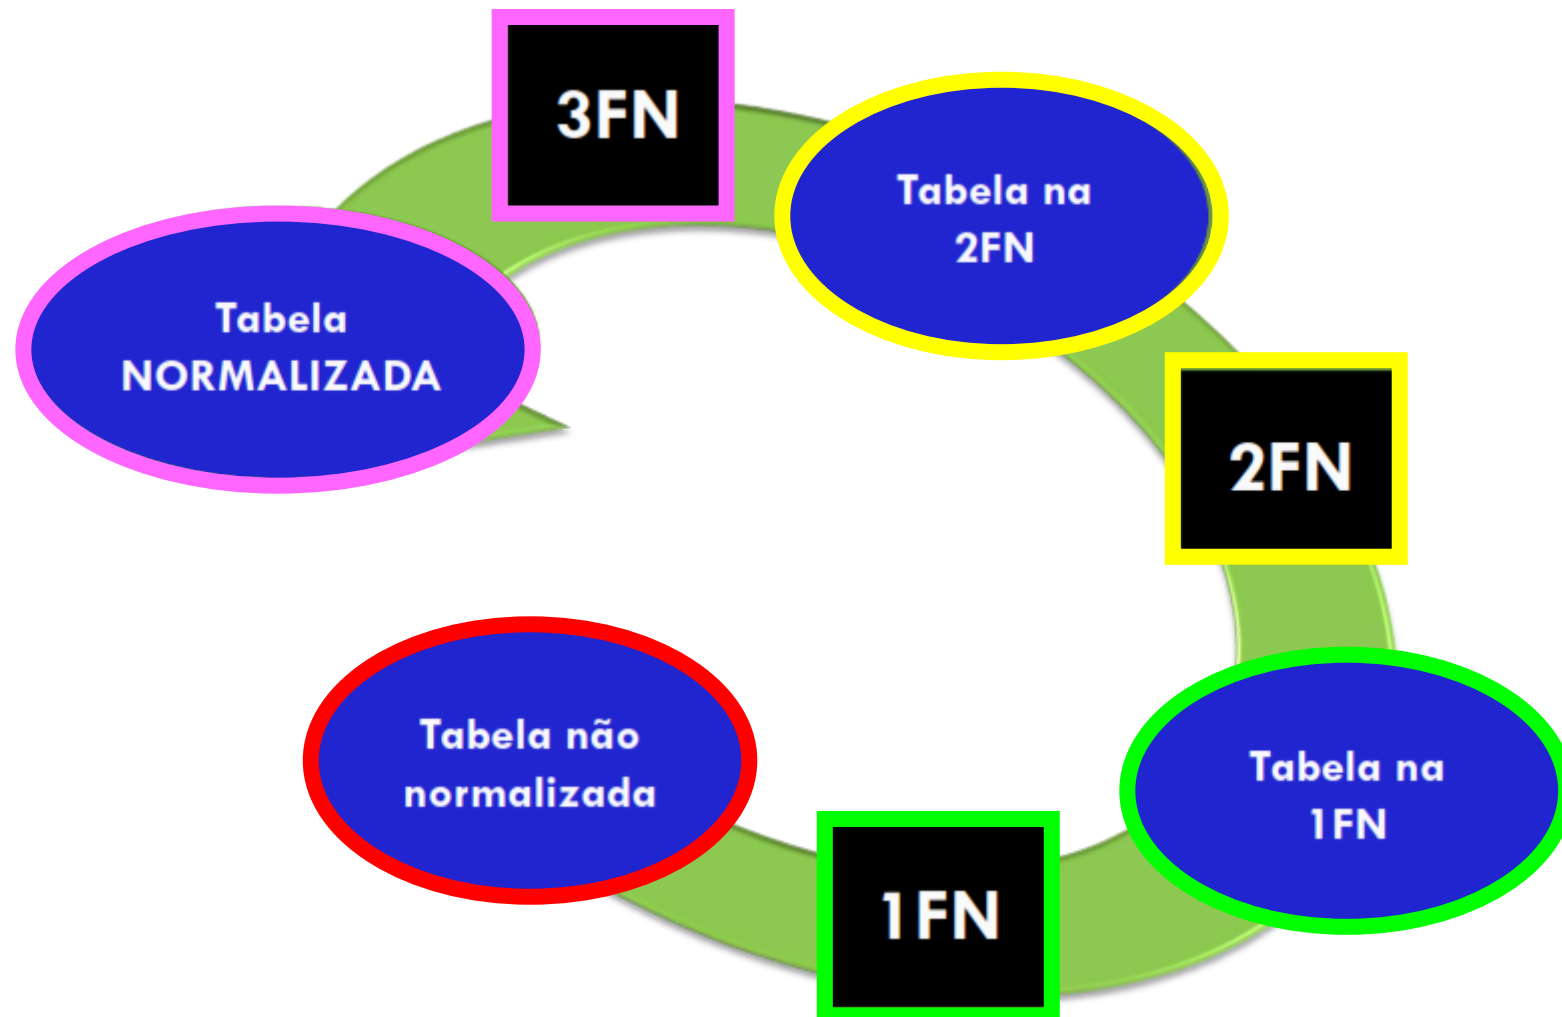 3FN
Tabela na
2FN
Tabela
NORMALIZADA
2FN
Tabela não
normalizada
Tabela na
1FN
1FN